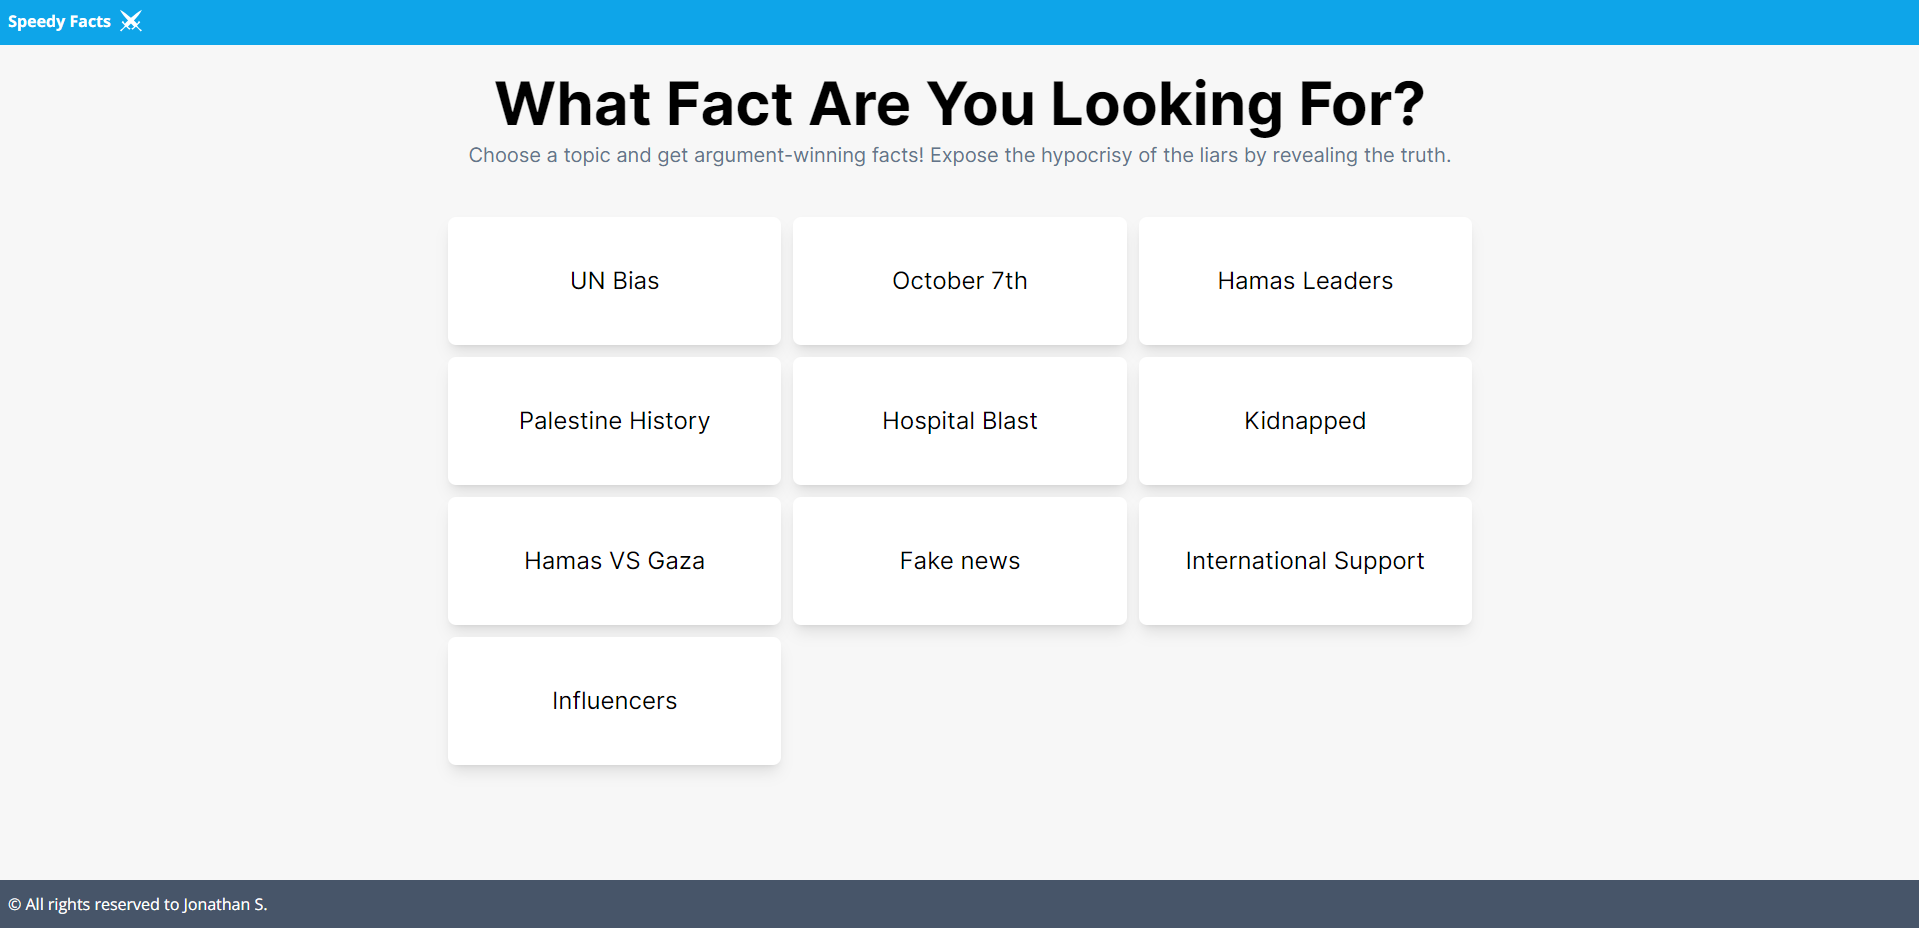 Speedy Facts
What Fact Are You Looking For?
Choose a topic and get argument-winning facts! Expose the hypocrisy of the liars by revealing the truth.
UN Bias
October 7th
Hamas Leaders
Palestine History
Hospital Blast
Kidnapped
Hamas VS Gaza
Fake news
International Support
Influencers
© All rights reserved to Jonathan S.